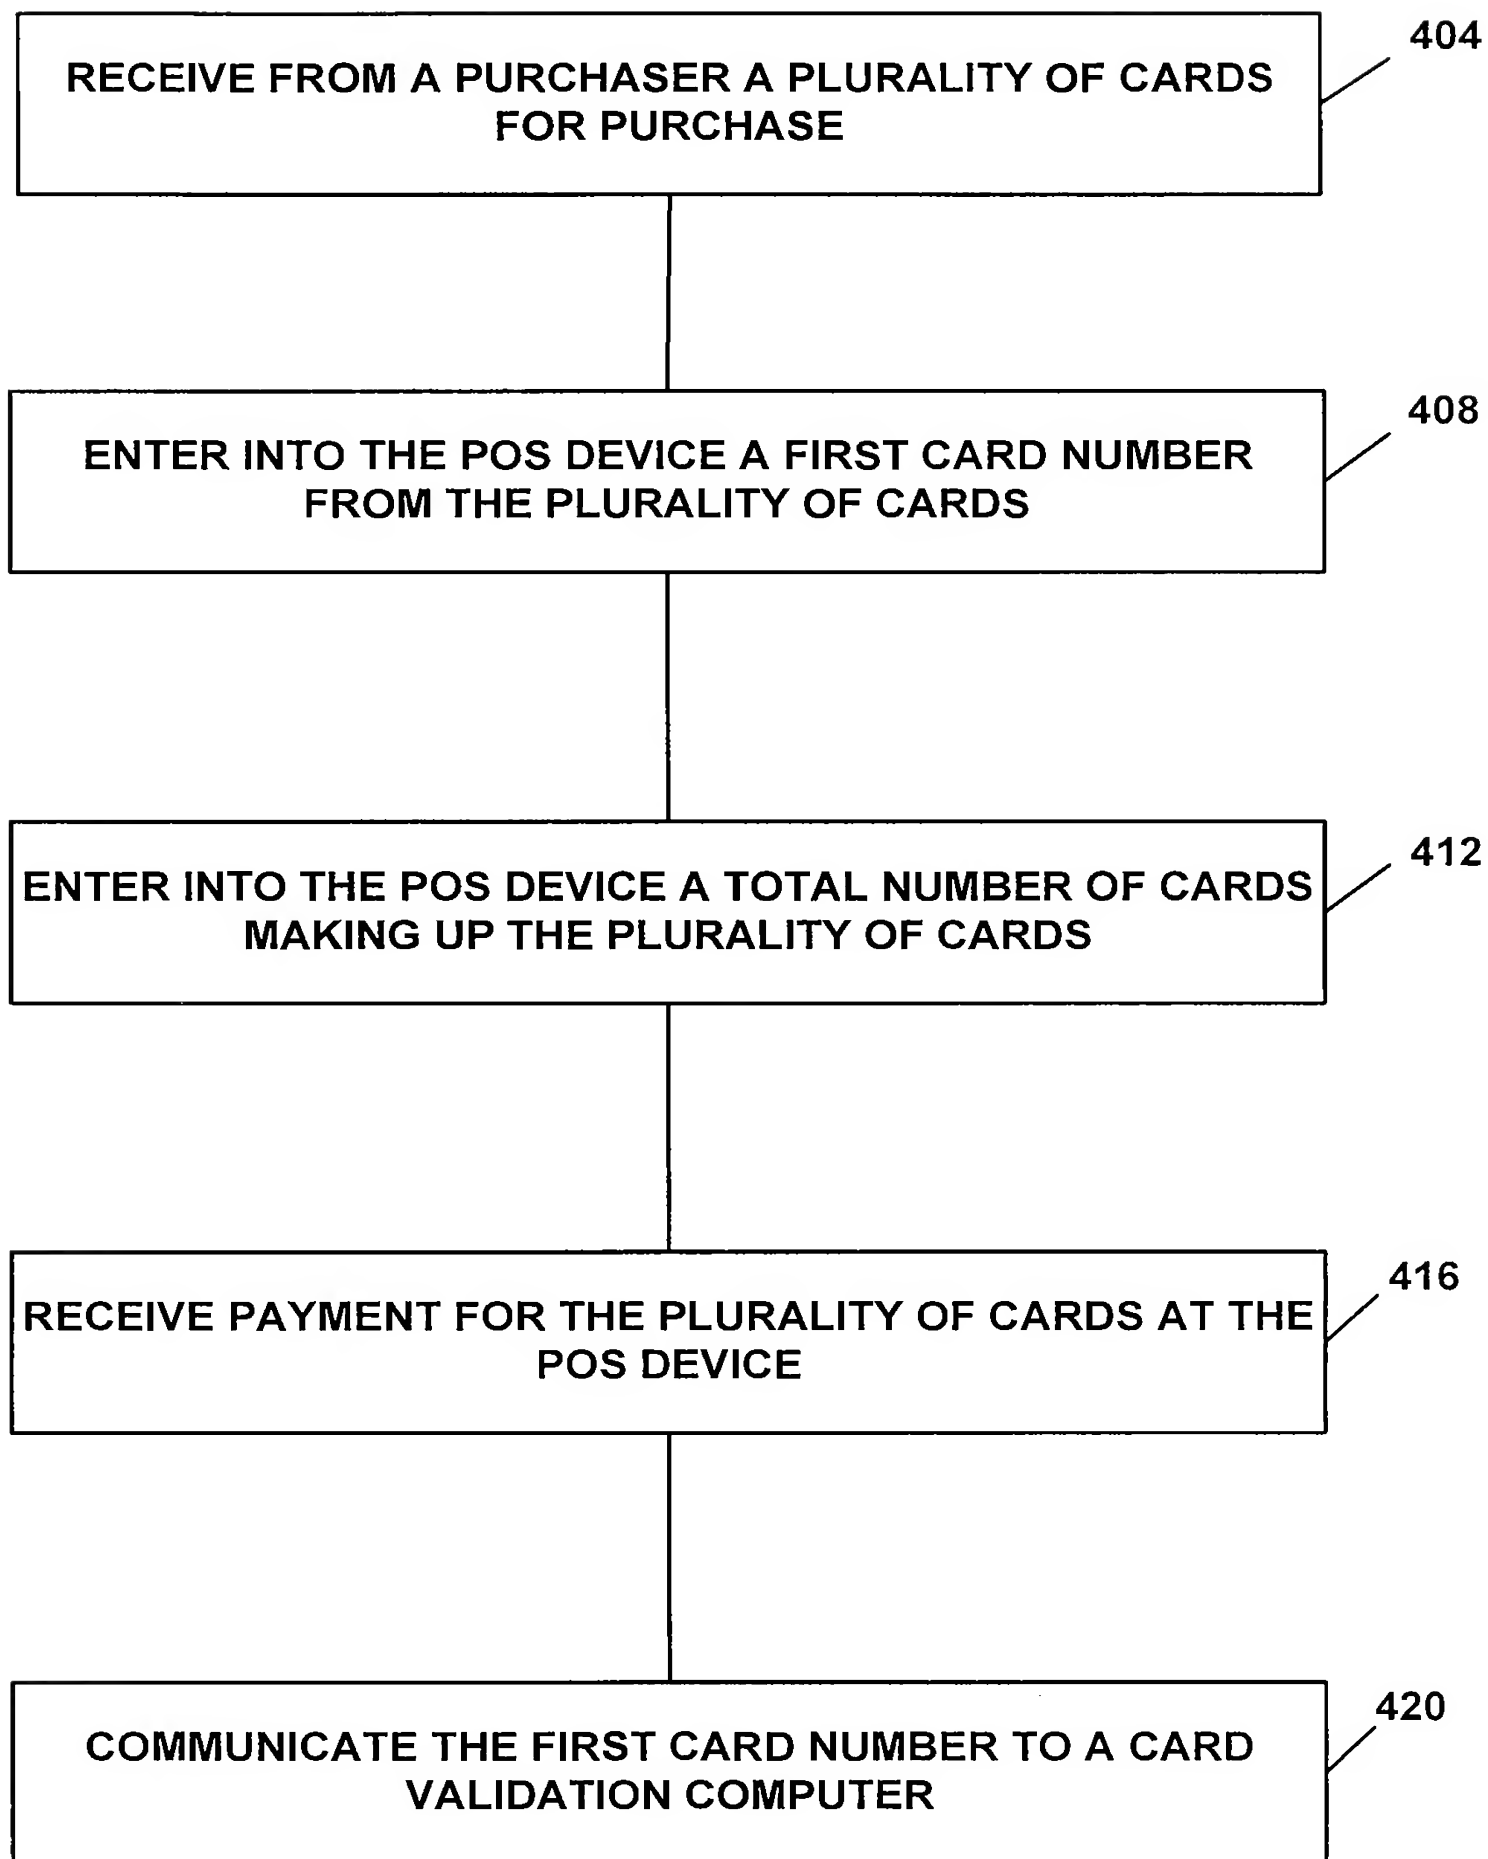 404
RECEIVE FROM A PURCHASER A PLURALITY OF CARDS
FOR PURCHASE
408
ENTER INTO THE POS DEVICE A FIRST CARD NUMBER
FROM THE PLURALITY OF CARDS
412
ENTER INTO THE POS DEVICE A TOTAL NUMBER OF CARDS
MAKING UP THE PLURALITY OF CARDS
416
RECEIVE PAYMENT FOR THE PLURALITY OF CARDS AT THE
POS DEVICE
420
COMMUNICATE THE FIRST CARD NUMBER TO A CARD
VALIDATION COMPUTER